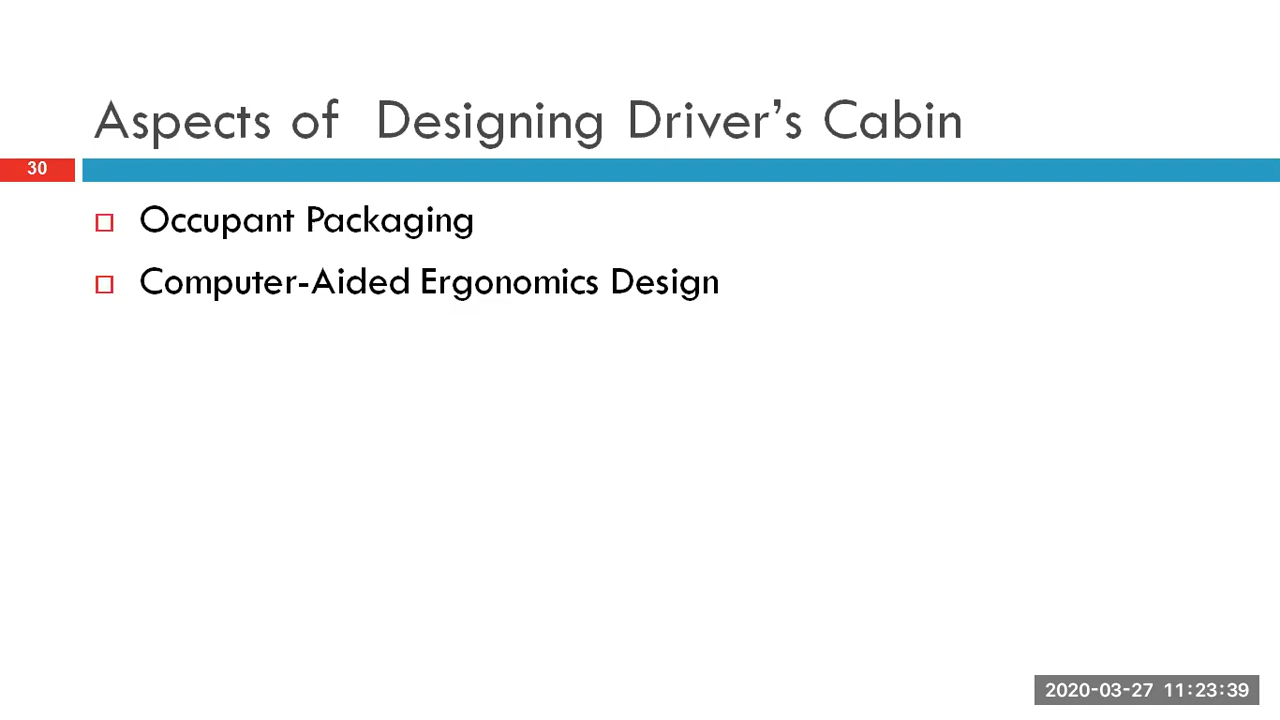 Aspects of Designing Driver’s Cabin
30
Occupant Packaging
Computer-Aided Ergonomics Design
2020-03-27 11:23:39